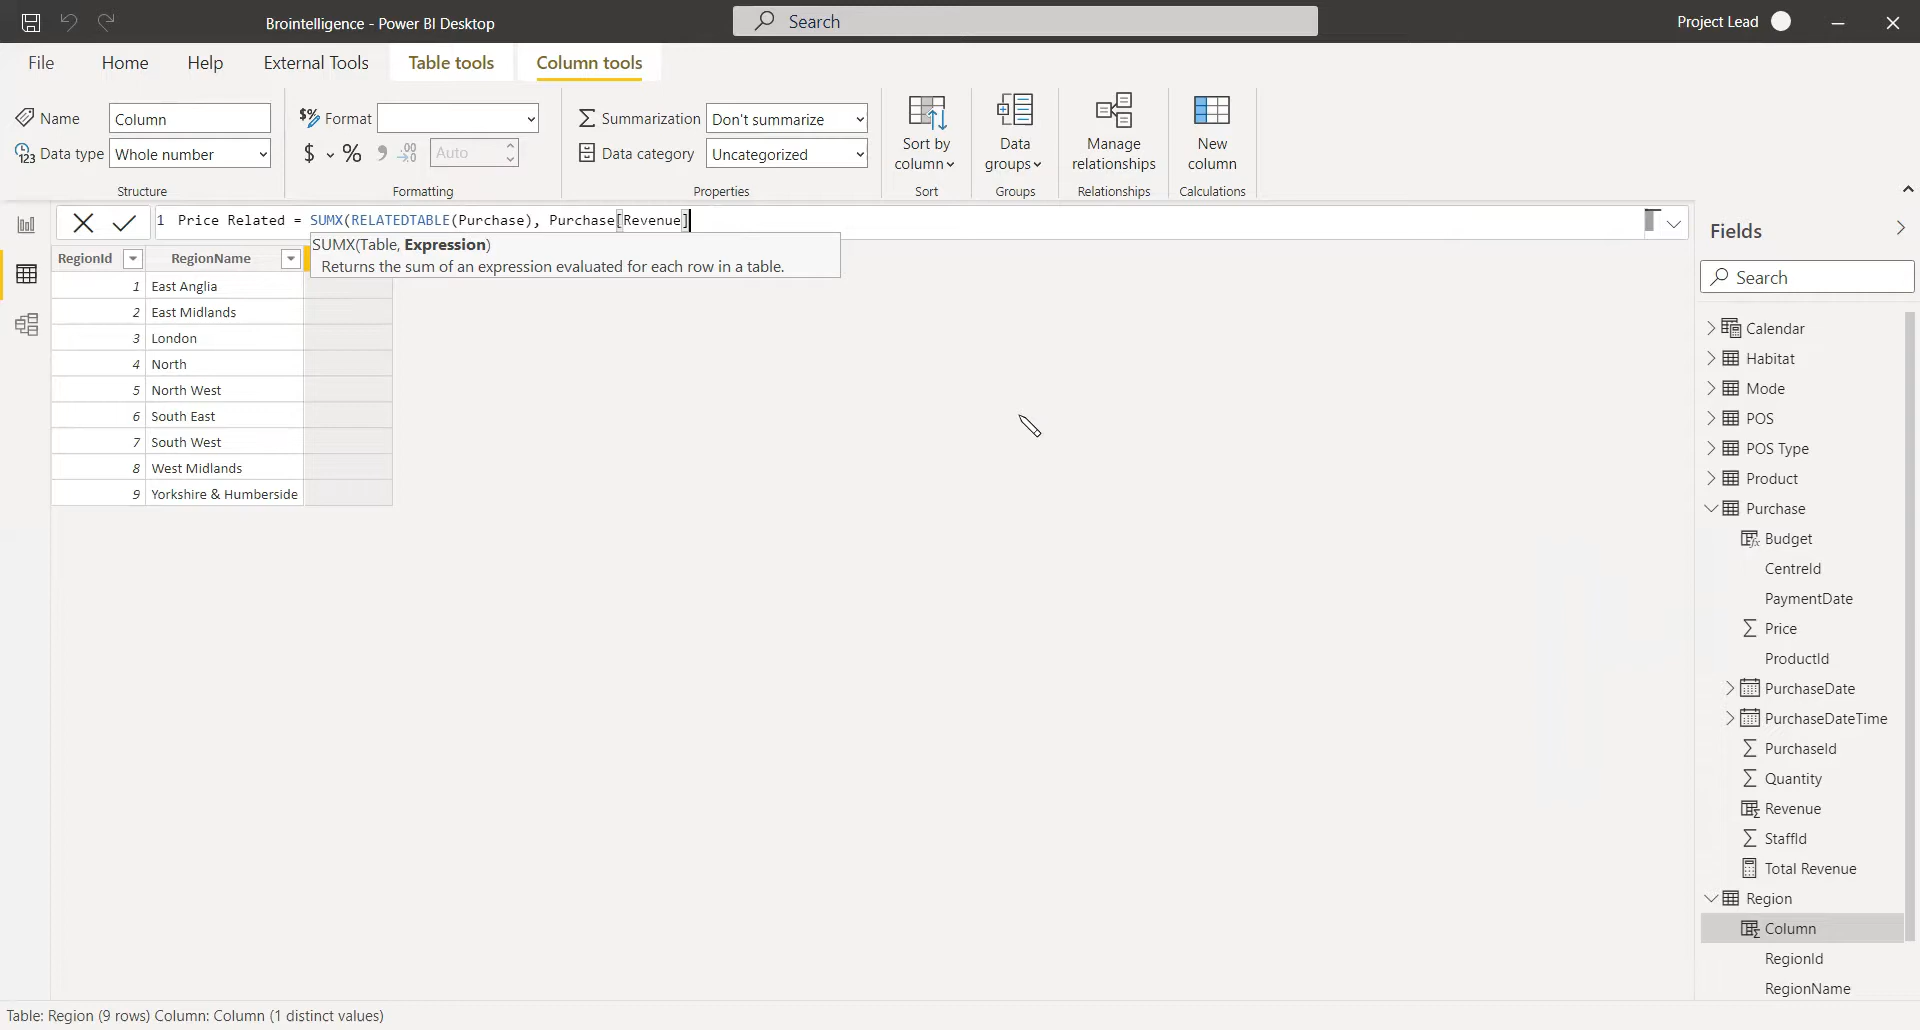 Brointelligence - Power BI Desktop
Search
Project Lead
File Home Help External Tools Table tools Column tools
Name Column
Data type Whole number
Structure
Format
$ % Auto
Formatting
Summarization Don't summarize
Data category Uncategorized
Properties
Sort by
column
Sort
Data
groups
Groups
Manage
relationships
Relationships
New
column
Calculations
1 Price Related = SUMX(RELATEDTABLE(Purchase), Purchase[Revenue]
SUMX(Table, Expression)
Returns the sum of an expression evaluated for each row in a table.
RegionId RegionName
1 East Anglia
2 East Midlands
3 London
4 North
5 North West
6 South East
7 South West
8 West Midlands
9 Yorkshire & Humberside
Fields
Search
Calendar
Habitat
Mode
POS
POS Type
Product
Purchase
Budget
CentreId
PaymentDate
Price
ProductId
PurchaseDate
PurchaseDateTime
PurchaseId
Quantity
Revenue
StaffId
Total Revenue
Region
Column
RegionId
RegionName
Table: Region (9 rows) Column: Column (1 distinct values)